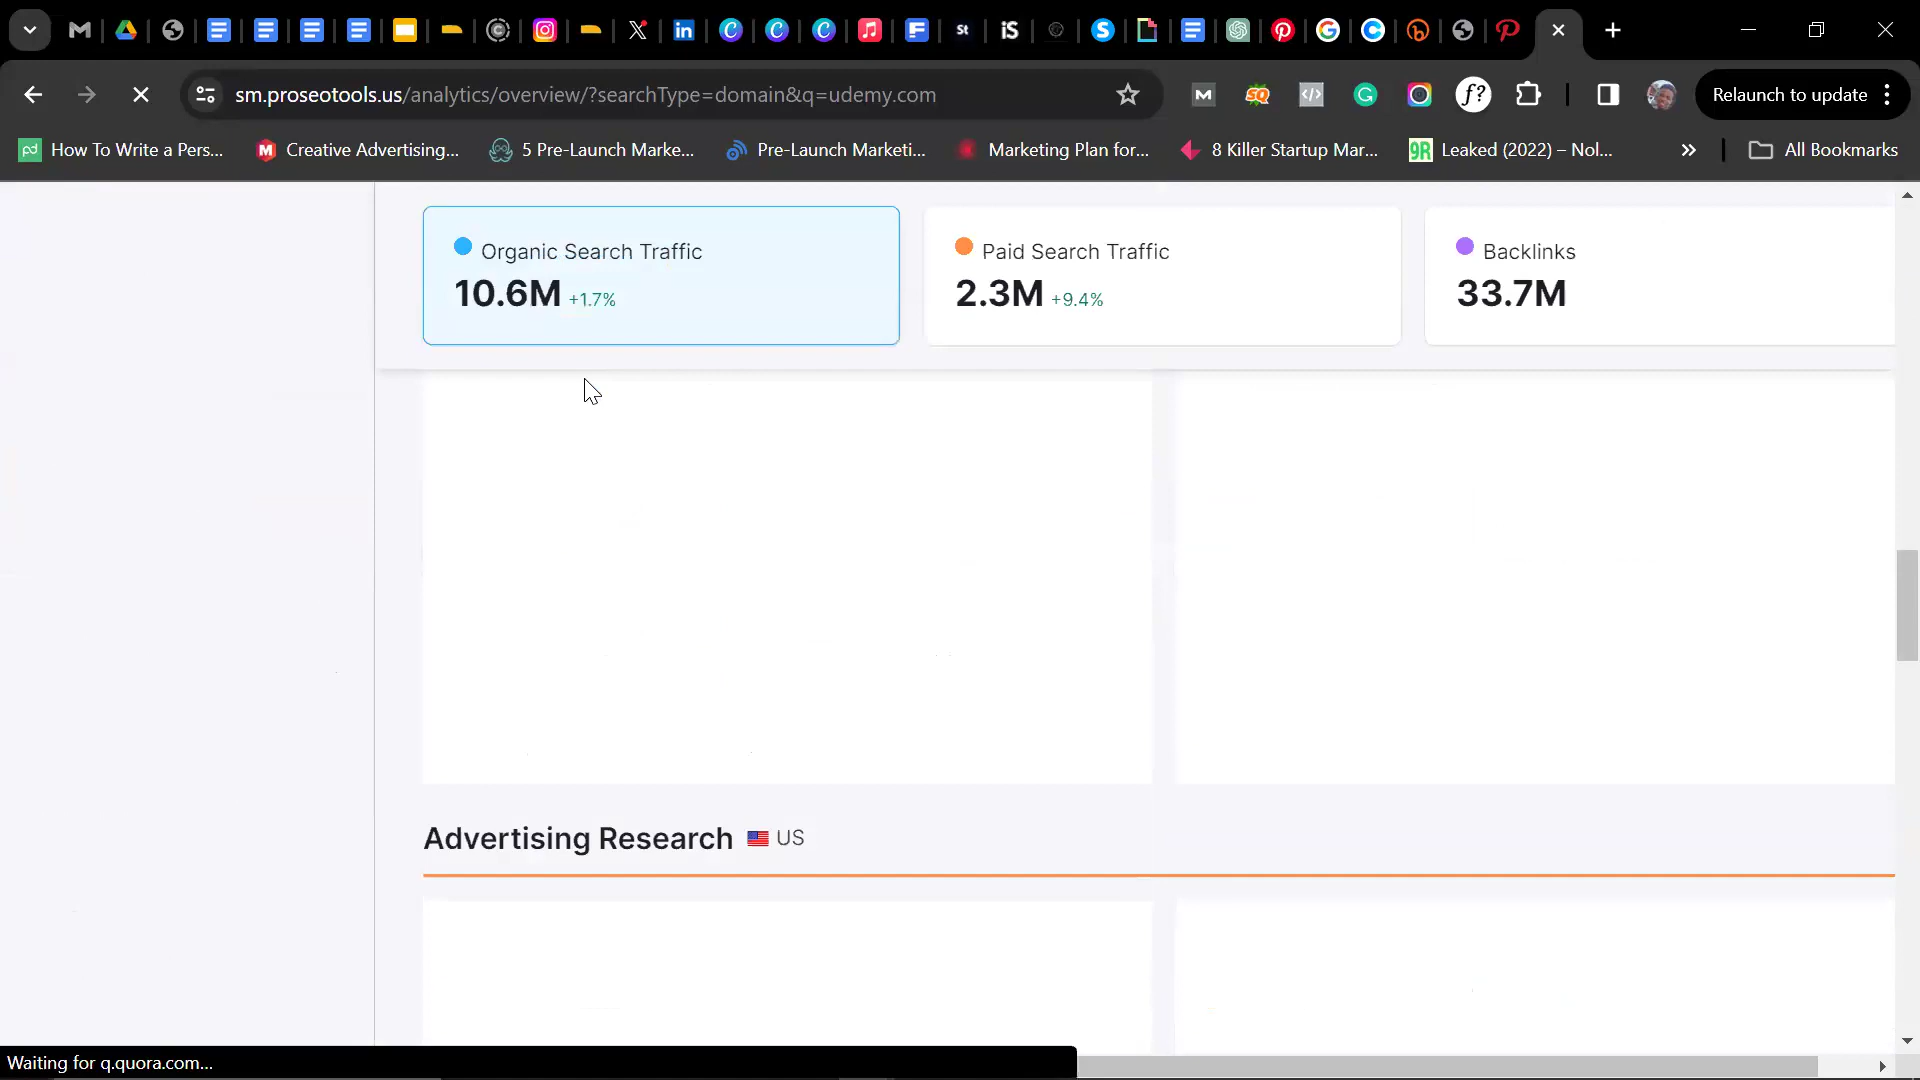 sm.proseotools.us/analytics/overview/?searchType=domain&q=udemy.com
Relaunch to update
How To Write a Pers...
Creative Advertising...
5 Pre-Launch Marke...
Pre-Launch Marketi...
Marketing Plan for...
8 Killer Startup Mar...
Leaked (2022) – Nol...
All Bookmarks
Organic Search Traffic
10.6M +1.7%
Paid Search Traffic
2.3M +9.4%
Backlinks
33.7M
Advertising Research US
Waiting for q.quora.com...